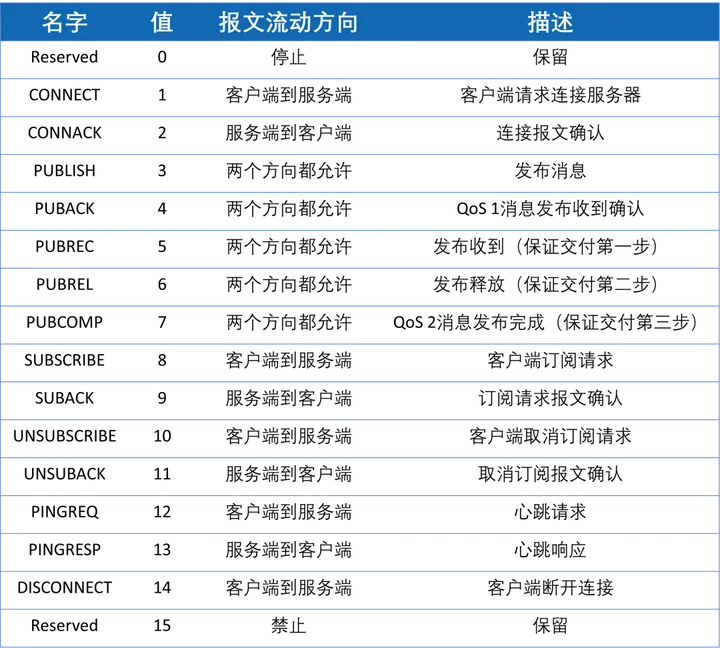 名字 值 报文流动方向 描述
Reserved 0 停止 保留
CONNECT 1 客户端到服务端 客户端请求连接服务器
CONNACK 2 服务端到客户端 连接报文确认
PUBLISH 3 两个方向都允许 发布消息
PUBACK 4 两个方向都允许 QoS 1消息发布收到确认
PUBREC 5 两个方向都允许 发布收到（保证交付第一步）
PUBREL 6 两个方向都允许 发布释放（保证交付第二步）
PUBCOMP 7 两个方向都允许 QoS 2消息发布完成（保证交付第三步）
SUBSCRIBE 8 客户端到服务端 客户端订阅请求
SUBACK 9 服务端到客户端 订阅请求报文确认
UNSUBSCRIBE 10 客户端到服务端 客户端取消订阅请求
UNSUBACK 11 服务端到客户端 取消订阅报文确认
PINGREQ 12 客户端到服务端 心跳请求
PINGRESP 13 服务端到客户端 心跳响应
DISCONNECT 14 客户端到服务端 客户端断开连接
Reserved 15 禁止 保留